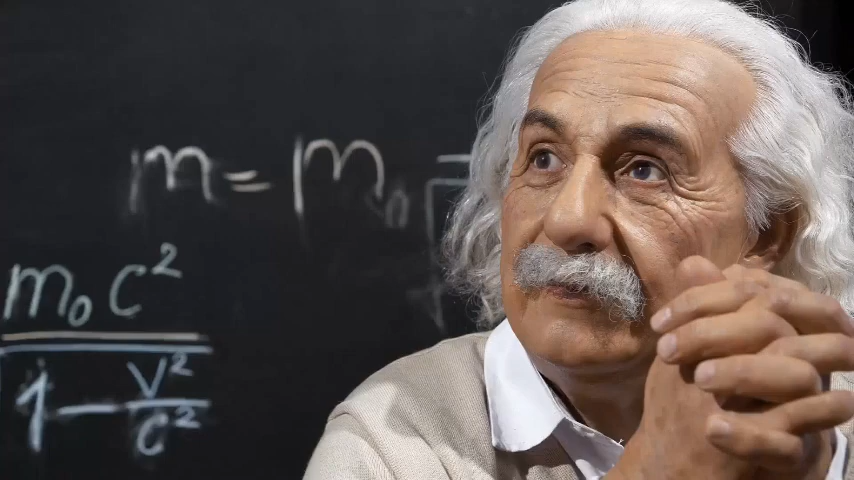 m = m₀
m₀ c²
1 - v²
c²